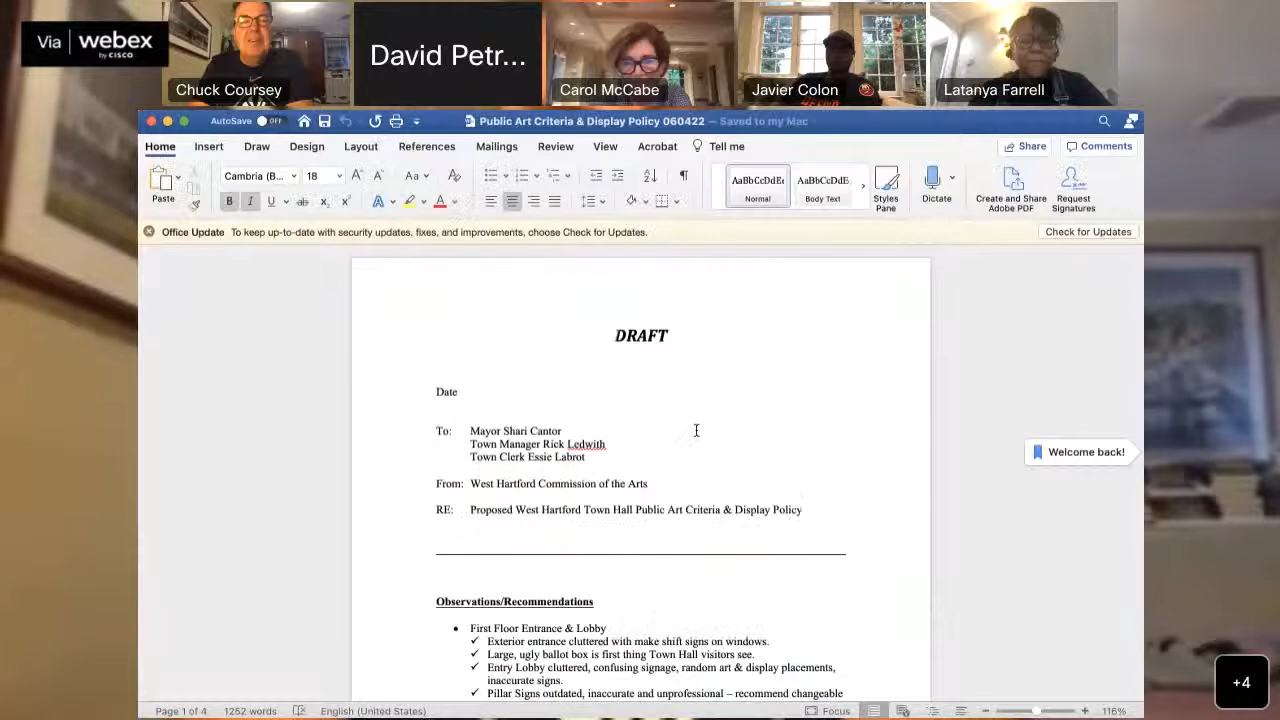 Via webex
by CISCO
Chuck Coursey
David Petr...
Carol McCabe
Javier Colon
Latanya Farrell
AutoSave OFF
Public Art Criteria & Display Policy 060422 — Saved to my Mac
Home Insert Draw Design Layout References Mailings Review View Acrobat Tell me
Share Comments
Paste
Cambria (B... 18
A A Aa
B I U ab x x A A
AaBbCcDdEe
Normal
AaBbCcDdE
Body Text
Styles
Pane
Dictate
Create and Share
Adobe PDF
Request
Signatures
Office Update To keep up-to-date with security updates, fixes, and improvements, choose Check for Updates.
Check for Updates
DRAFT
Date
To: Mayor Shari Cantor
Town Manager Rick Ledwith
Town Clerk Essie Labrot
Welcome back!
From: West Hartford Commission of the Arts
RE: Proposed West Hartford Town Hall Public Art Criteria & Display Policy
Observations/Recommendations
• First Floor Entrance & Lobby
✓ Exterior entrance cluttered with make shift signs on windows.
✓ Large, ugly ballot box is first thing Town Hall visitors see.
✓ Entry Lobby cluttered, confusing signage, random art & display placements,
inaccurate signs.
✓ Pillar Signs outdated, inaccurate and unprofessional – recommend changeable
+4
Page 1 of 4 1252 words English (United States) Focus 116%